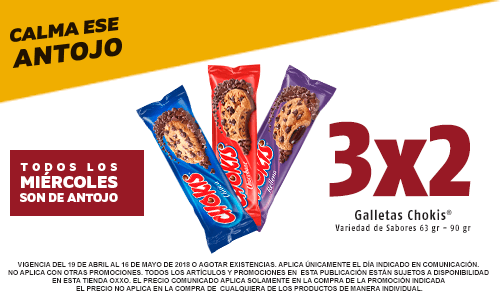 CALMA ESE
ANTOJO
CHOKIS
CHOKIS
CHOKIS
TODOS LOS
MIÉRCOLES
SON DE ANTOJO
3x2
Galletas Chokis®
Variedad de Sabores 63 gr – 90 gr
VIGENCIA DEL 19 DE ABRIL AL 16 DE MAYO DE 2018 O AGOTAR EXISTENCIAS. APLICA ÚNICAMENTE EL DÍA INDICADO EN COMUNICACIÓN,
NO APLICA CON OTRAS PROMOCIONES. TODOS LOS ARTÍCULOS Y PROMOCIONES EN ESTA PUBLICACIÓN ESTÁN SUJETOS A DISPONIBILIDAD
EN ESTA TIENDA OXXO. EL PRECIO COMUNICADO APLICA SOLAMENTE EN LA COMPRA DE LA PROMOCIÓN INDICADA
EL PRECIO NO APLICA EN LA COMPRA DE CUALQUIERA DE LOS PRODUCTOS DE MANERA INDIVIDUAL.